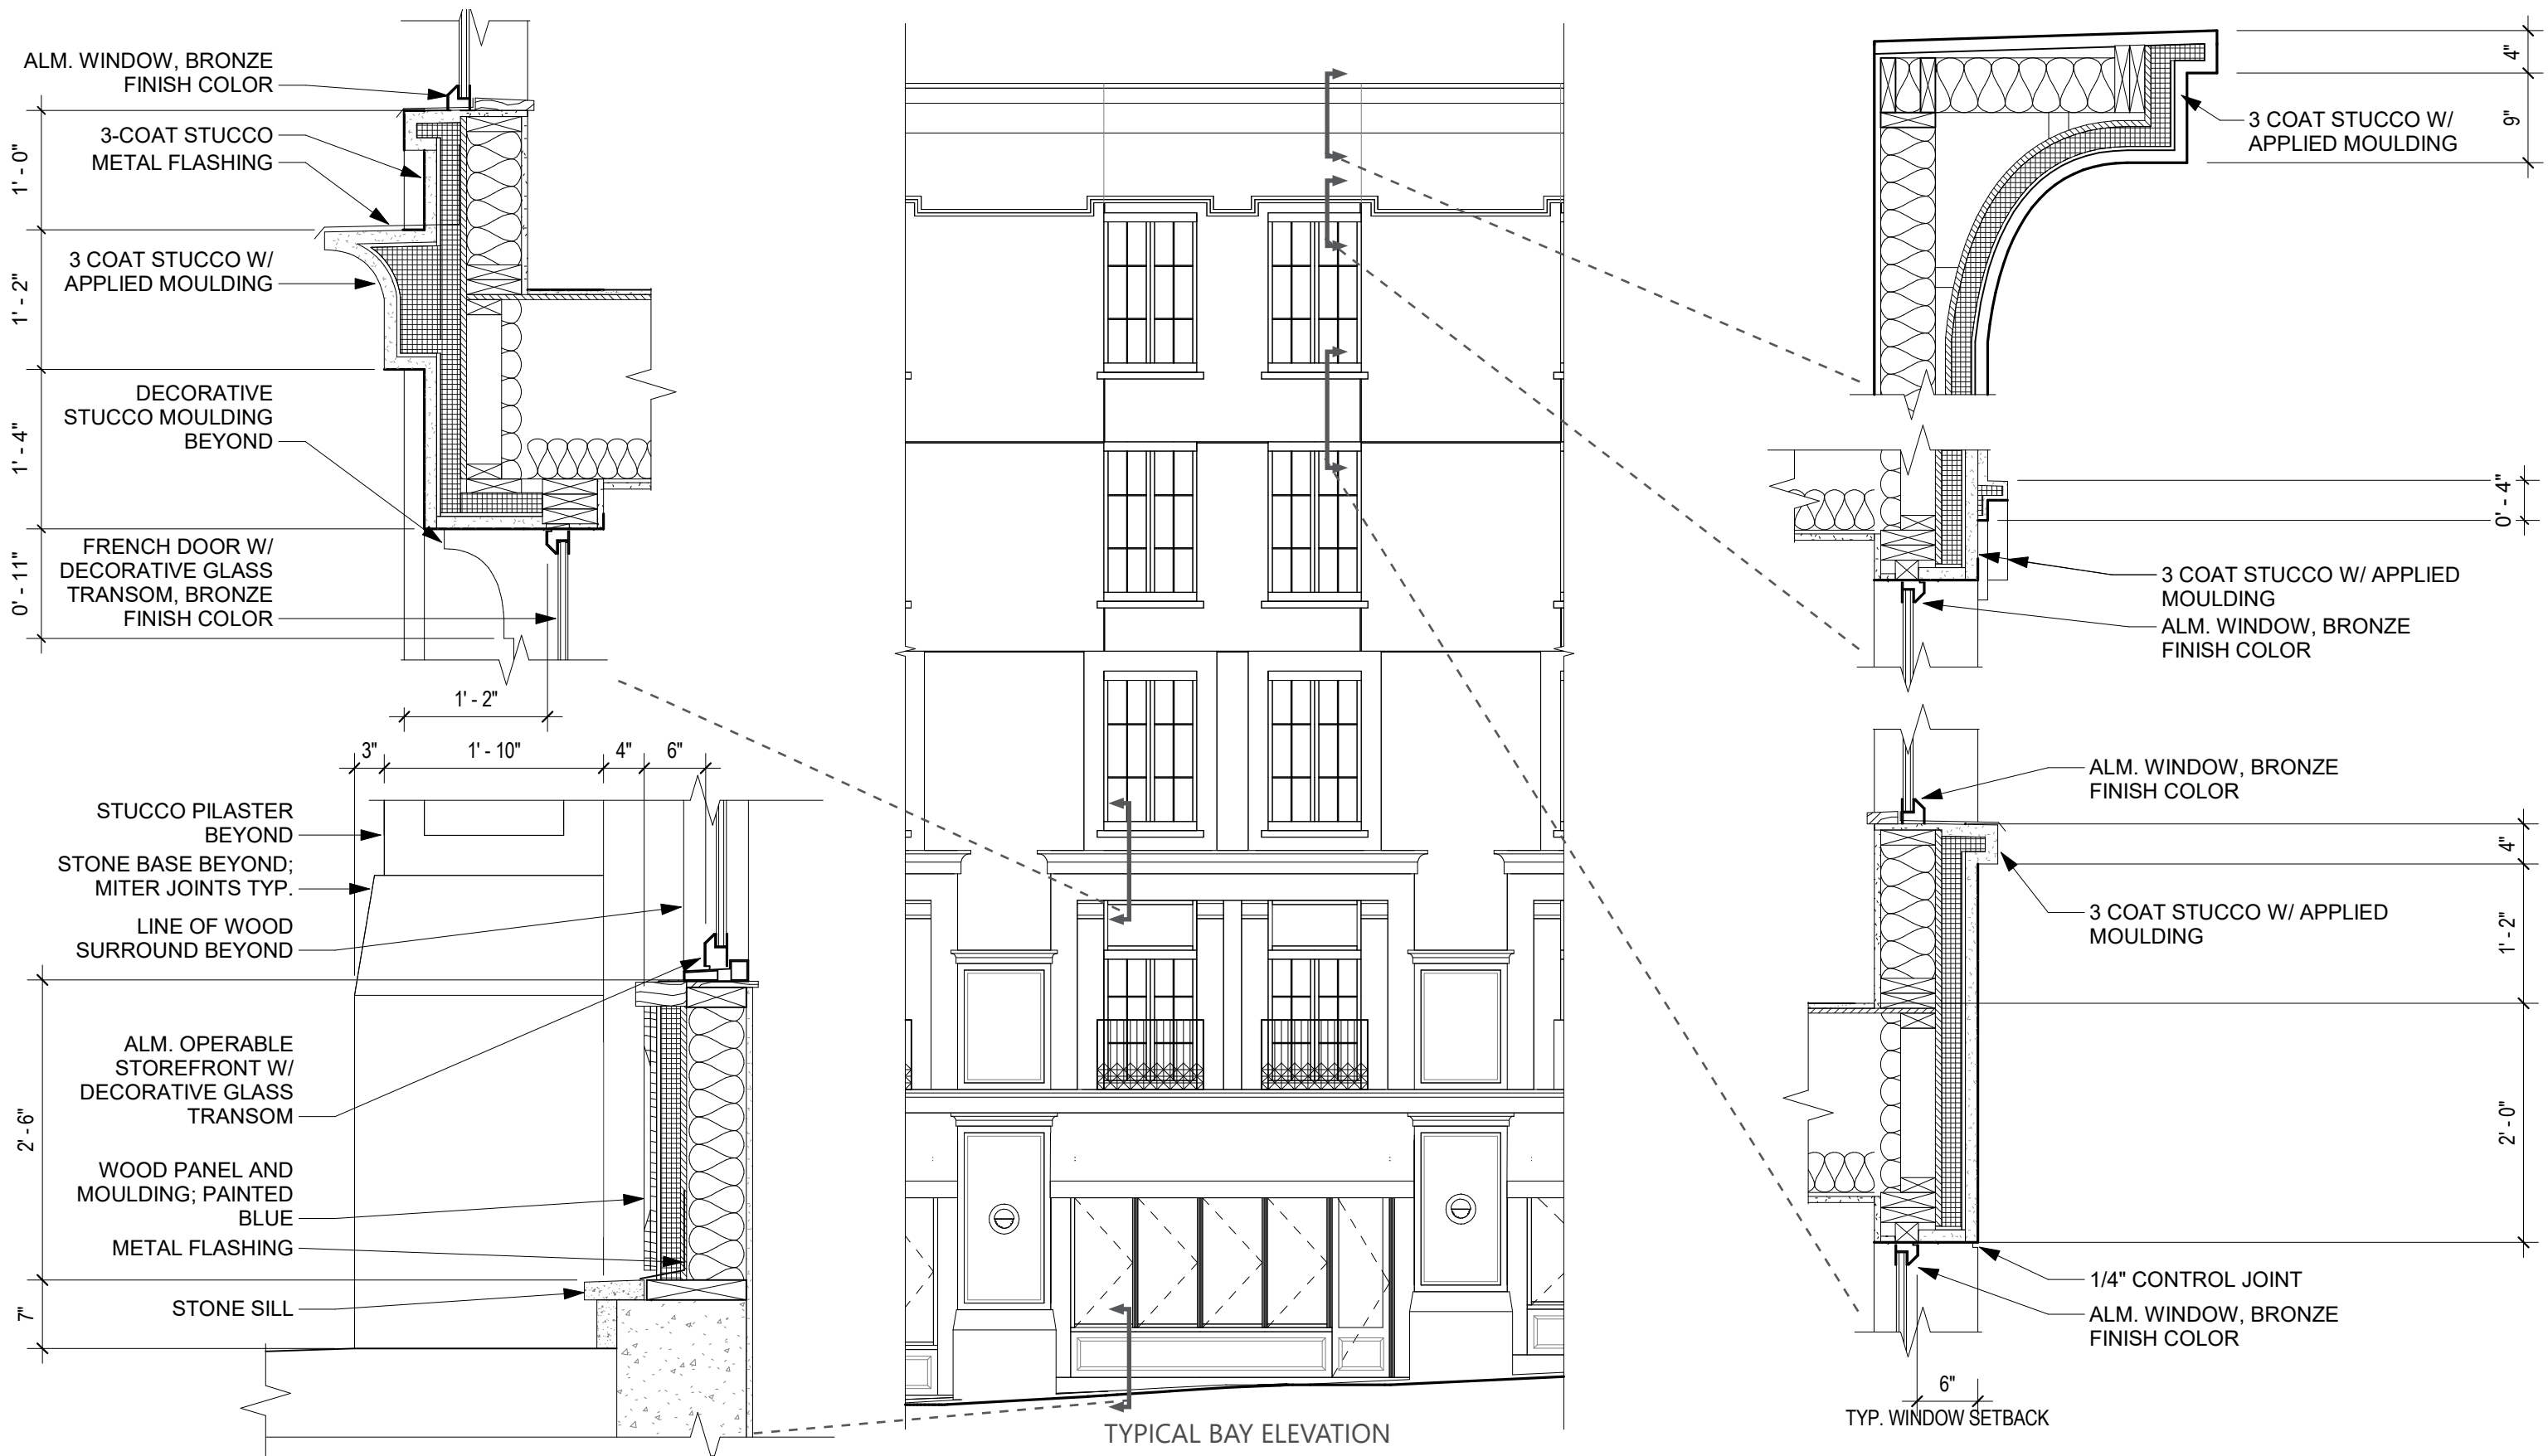 ALM. WINDOW, BRONZE
FINISH COLOR
3-COAT STUCCO
METAL FLASHING
3 COAT STUCCO W/
APPLIED MOULDING
DECORATIVE
STUCCO MOULDING
BEYOND
FRENCH DOOR W/
DECORATIVE GLASS
TRANSOM, BRONZE
FINISH COLOR
1' - 0"
1' - 2"
1' - 4"
0' - 11"
1' - 2"
3"
1' - 10"
4"
6"
STUCCO PILASTER
BEYOND
STONE BASE BEYOND;
MITER JOINTS TYP.
LINE OF WOOD
SURROUND BEYOND
ALM. OPERABLE
STOREFRONT W/
DECORATIVE GLASS
TRANSOM
WOOD PANEL AND
MOULDING; PAINTED
BLUE
METAL FLASHING
STONE SILL
2' - 6"
7"
TYPICAL BAY ELEVATION
4"
9"
3 COAT STUCCO W/
APPLIED MOULDING
0' - 4"
3 COAT STUCCO W/ APPLIED
MOULDING
ALM. WINDOW, BRONZE
FINISH COLOR
ALM. WINDOW, BRONZE
FINISH COLOR
4"
3 COAT STUCCO W/ APPLIED
MOULDING
1' - 2"
2' - 0"
1/4" CONTROL JOINT
ALM. WINDOW, BRONZE
FINISH COLOR
6"
TYP. WINDOW SETBACK